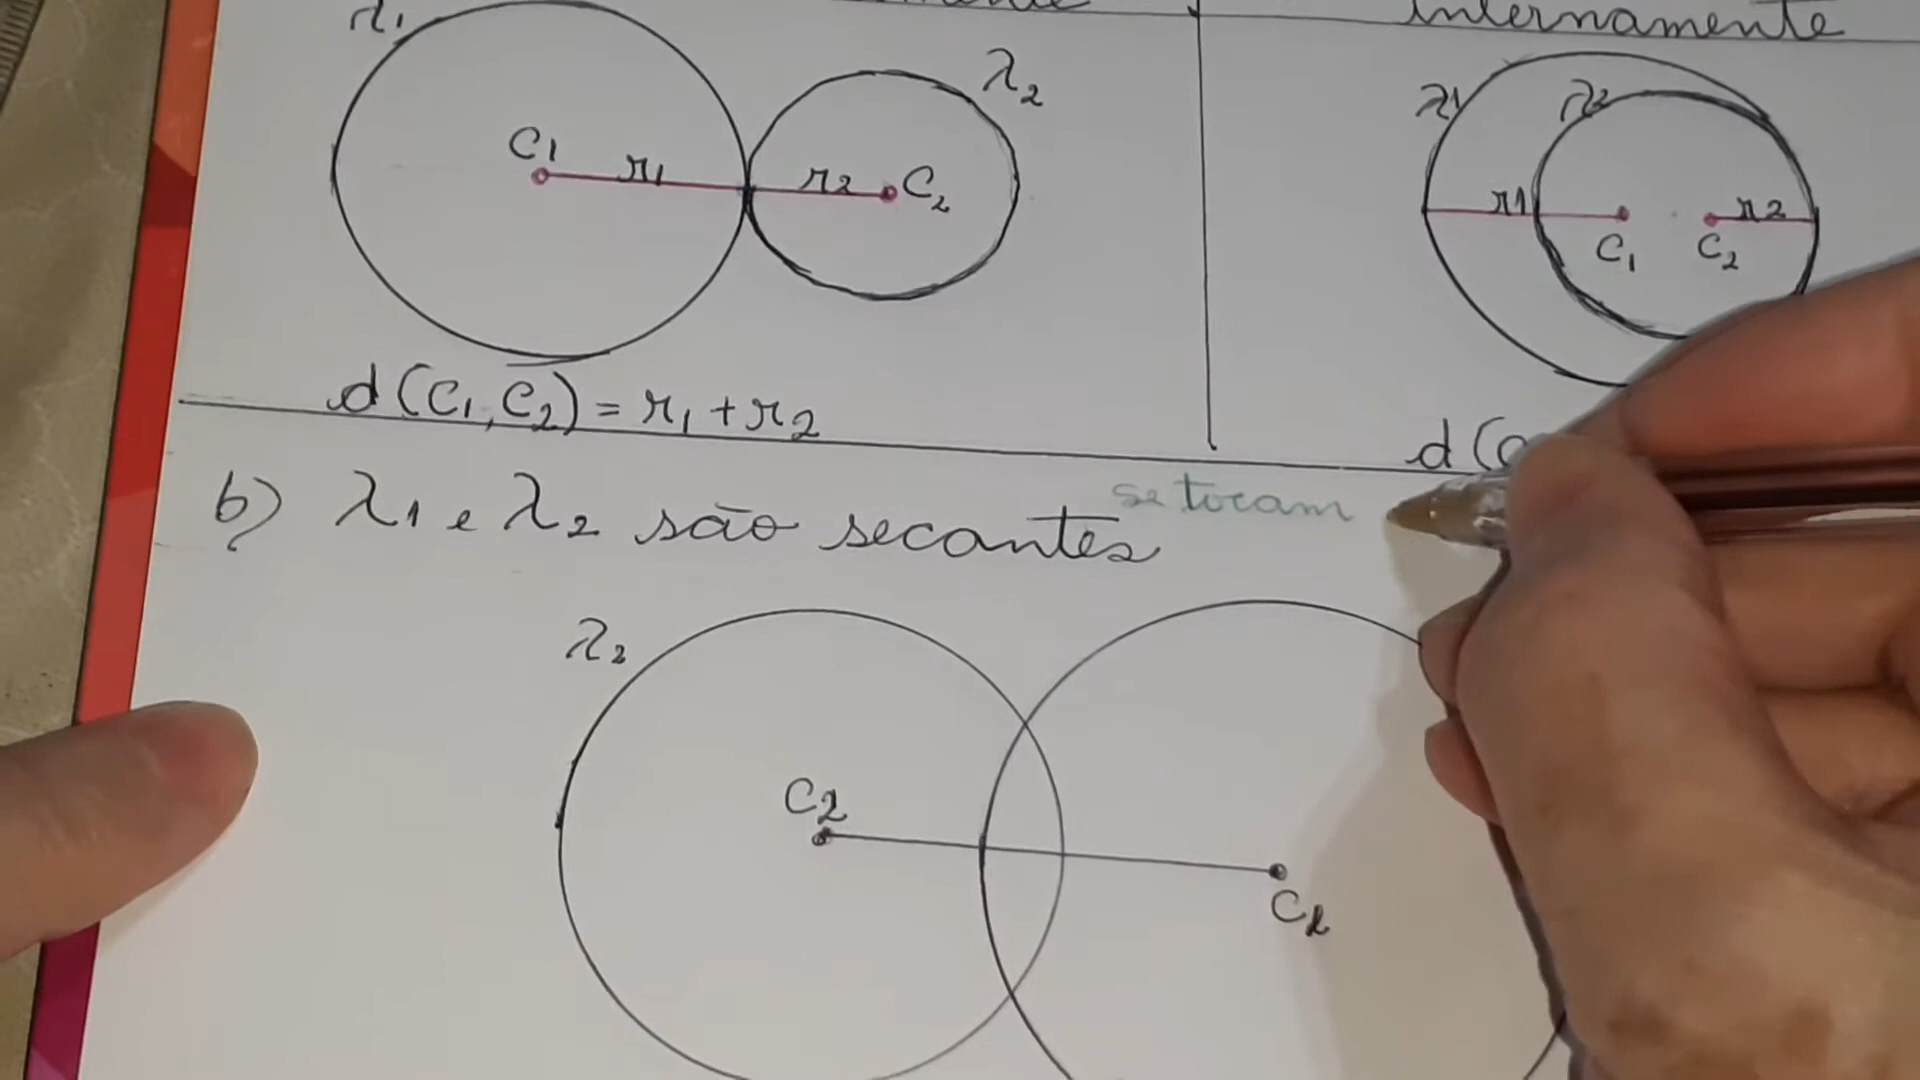 internamente
λ1 λ2 λ1 λ2
C1 r1 r2 C2 r1 r2
C1 C2
d(C1, C2) = r1 + r2
d(C
b) λ1 e λ2 são secantes se tocam
λ2
C2
C1